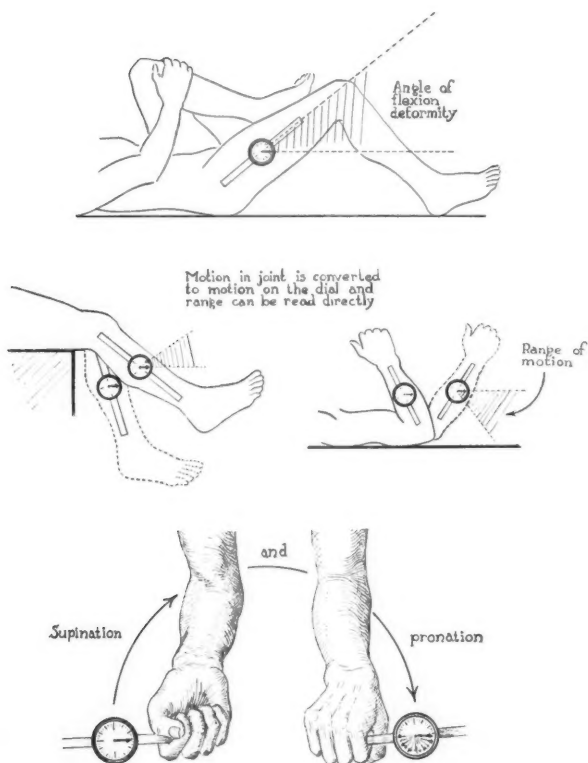 Angle of
flexion
deformity
Motion in joint is converted
to motion on the dial and
range can be read directly
Range of
motion
and
Supination
pronation